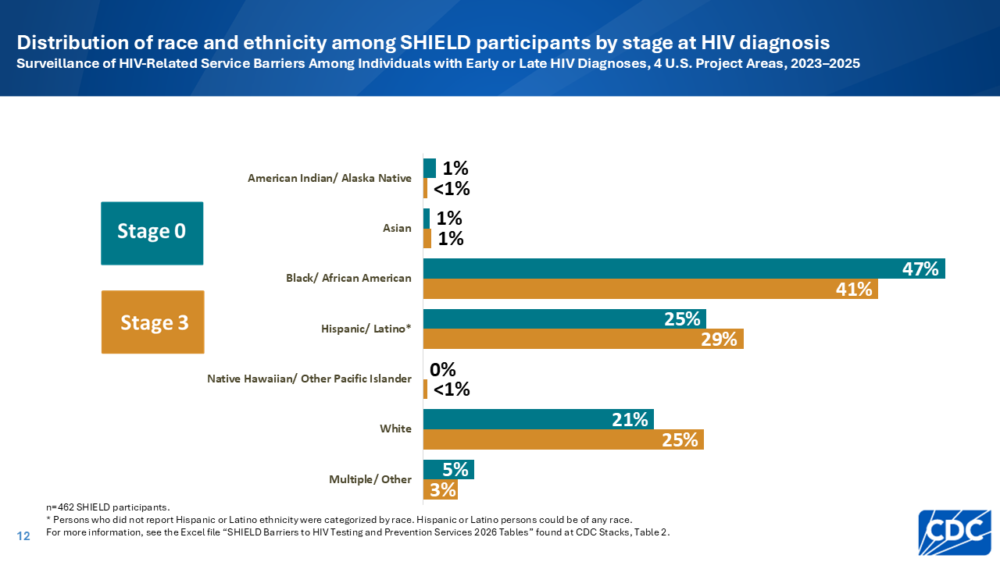 Distribution of race and ethnicity among SHIELD participants by stage at HIV diagnosis
Surveillance of HIV-Related Service Barriers Among Individuals with Early or Late HIV Diagnoses, 4 U.S. Project Areas, 2023–2025
Stage 0
Stage 3
American Indian/ Alaska Native
1%
<1%
Asian
1%
1%
Black/ African American
47%
41%
Hispanic/ Latino*
25%
29%
Native Hawaiian/ Other Pacific Islander
0%
<1%
White
21%
25%
Multiple/ Other
5%
3%
n=462 SHIELD participants.
* Persons who did not report Hispanic or Latino ethnicity were categorized by race. Hispanic or Latino persons could be of any race.
For more information, see the Excel file “SHIELD Barriers to HIV Testing and Prevention Services 2026 Tables” found at CDC Stacks, Table 2.
12
CDC